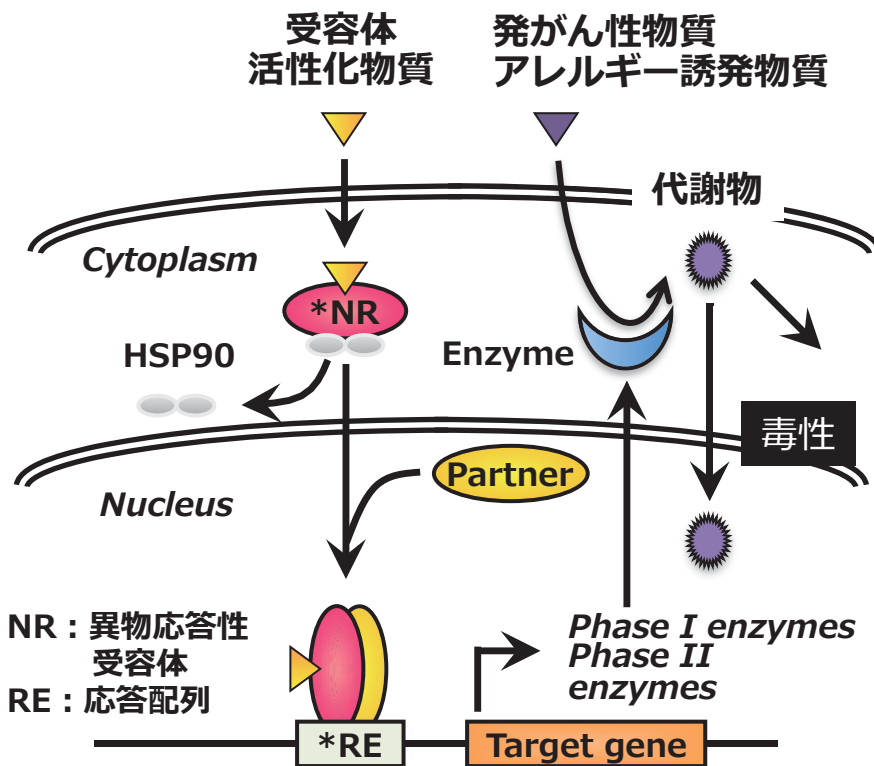 受容体
活性化物質
発がん性物質
アレルギー誘発物質
代謝物
Cytoplasm
*NR
HSP90
Enzyme
毒性
Partner
Nucleus
NR：異物応答性
受容体
RE：応答配列
Phase I enzymes
Phase II
enzymes
*RE
Target gene